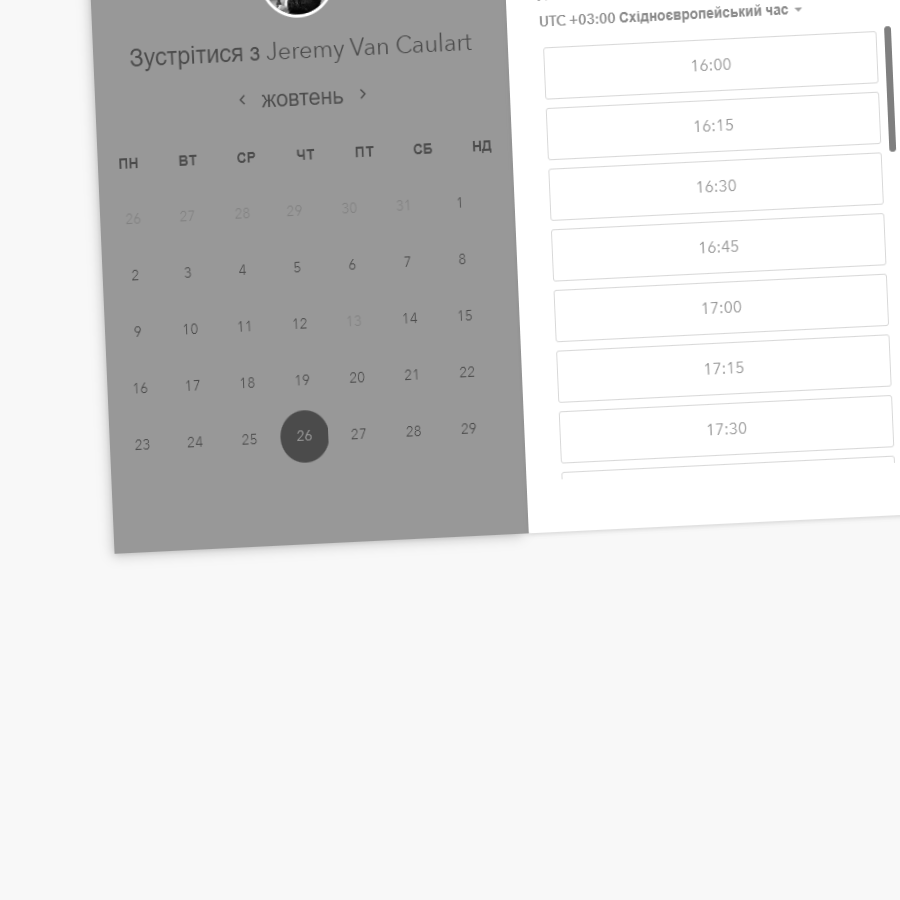 Зустрітися з Jeremy Van Caulart
‹ жовтень ›
ПН ВТ СР ЧТ ПТ СБ НД
26 27 28 29 30 31 1
2 3 4 5 6 7 8
9 10 11 12 13 14 15
16 17 18 19 20 21 22
23 24 25 26 27 28 29
UTC +03:00 Східноєвропейський час
16:00
16:15
16:30
16:45
17:00
17:15
17:30